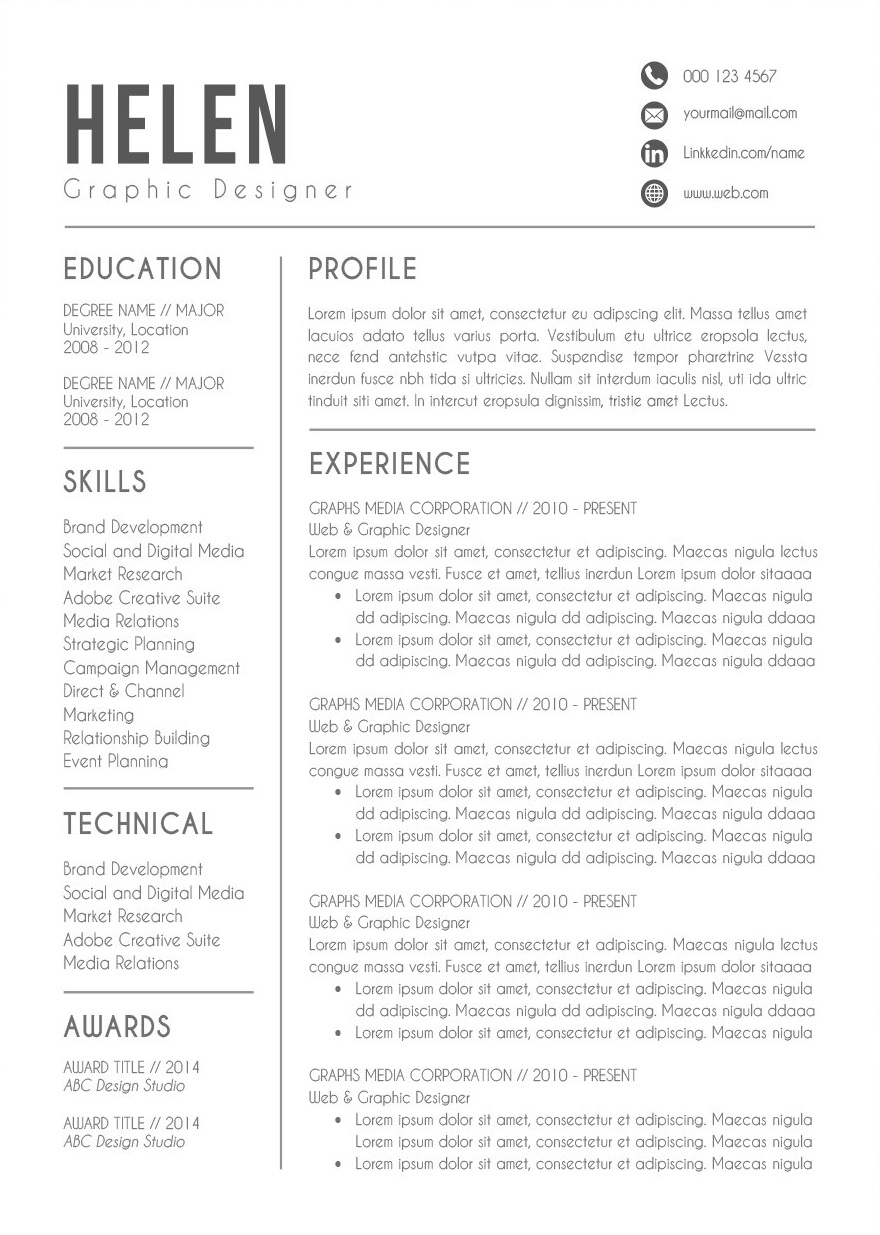 HELEN
Graphic Designer
000 123 4567
yourmail@mail.com
Linkkedin.com/name
www.web.com
EDUCATION
DEGREE NAME // MAJOR
University, Location
2008 - 2012
DEGREE NAME // MAJOR
University, Location
2008 - 2012
SKILLS
Brand Development
Social and Digital Media
Market Research
Adobe Creative Suite
Media Relations
Strategic Planning
Campaign Management
Direct & Channel
Marketing
Relationship Building
Event Planning
TECHNICAL
Brand Development
Social and Digital Media
Market Research
Adobe Creative Suite
Media Relations
AWARDS
AWARD TITLE // 2014
ABC Design Studio
AWARD TITLE // 2014
ABC Design Studio
PROFILE
Lorem ipsum dolor sit amet, consectetur eu adipscing elit. Massa tellus amet
lacuios adato tellus varius porta. Vestibulum etu ultrice eropsola lectus,
nece fend antehstic vutpa vitae. Suspendise tempor pharetrine Vessta
inerdun fusce nbh tida si ultricies. Nullam sit interdum iaculis nisl, uti ida ultric
tinduit siti amet. In intercut eropsula dignissim, tristie amet Lectus.
EXPERIENCE
GRAPHS MEDIA CORPORATION // 2010 - PRESENT
Web & Graphic Designer
Lorem ipsum dolor sit amet, consectetur et adipiscing. Maecas nigula lectus
congue massa vesti. Fusce et amet, tellius inerdun Lorem ipsum dolor sitaaaa
• Lorem ipsum dolor sit amet, consectetur et adipiscing. Maecas nigula
dd adipiscing. Maecas nigula dd adipiscing. Maecas nigula ddaaa
• Lorem ipsum dolor sit amet, consectetur et adipiscing. Maecas nigula
dd adipiscing. Maecas nigula dd adipiscing. Maecas nigula ddaaa
GRAPHS MEDIA CORPORATION // 2010 - PRESENT
Web & Graphic Designer
Lorem ipsum dolor sit amet, consectetur et adipiscing. Maecas nigula lectus
congue massa vesti. Fusce et amet, tellius inerdun Lorem ipsum dolor sitaaaa
• Lorem ipsum dolor sit amet, consectetur et adipiscing. Maecas nigula
dd adipiscing. Maecas nigula dd adipiscing. Maecas nigula ddaaa
• Lorem ipsum dolor sit amet, consectetur et adipiscing. Maecas nigula
dd adipiscing. Maecas nigula dd adipiscing. Maecas nigula ddaaa
GRAPHS MEDIA CORPORATION // 2010 - PRESENT
Web & Graphic Designer
Lorem ipsum dolor sit amet, consectetur et adipiscing. Maecas nigula lectus
congue massa vesti. Fusce et amet, tellius inerdun Lorem ipsum dolor sitaaaa
• Lorem ipsum dolor sit amet, consectetur et adipiscing. Maecas nigula
dd adipiscing. Maecas nigula dd adipiscing. Maecas nigula ddaaa
• Lorem ipsum dolor sit amet, consectetur et adipiscing. Maecas nigula
GRAPHS MEDIA CORPORATION // 2010 - PRESENT
Web & Graphic Designer
• Lorem ipsum dolor sit amet, consectetur et adipiscing. Maecas nigula
Lorem ipsum dolor sit amet, consectetur et adipiscing. Maecas nigula
• Lorem ipsum dolor sit amet, consectetur et adipiscing. Maecas nigula